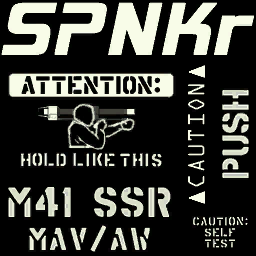 SPNKr
ATTENTION:
HOLD LIKE THIS
M41 SSR
MAV/AW
▲CAUTION▲
PUSH
CAUTION:
SELF
TEST